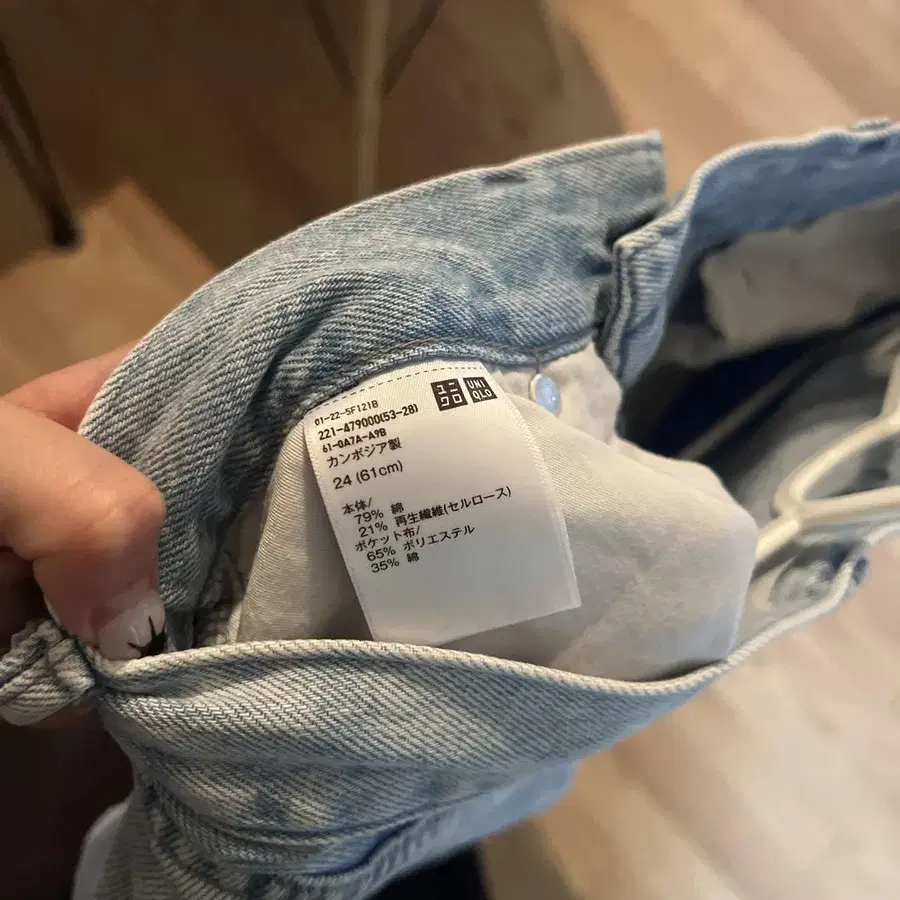 ユニ
クロ
UNI
QLO
01-22-5F121B
221-479000(53-28)
61-0A7A-A9B
カンボジア製
24 (61cm)
本体/
79% 綿
21% 再生繊維(セルロース)
ポケット布/
65% ポリエステル
35% 綿